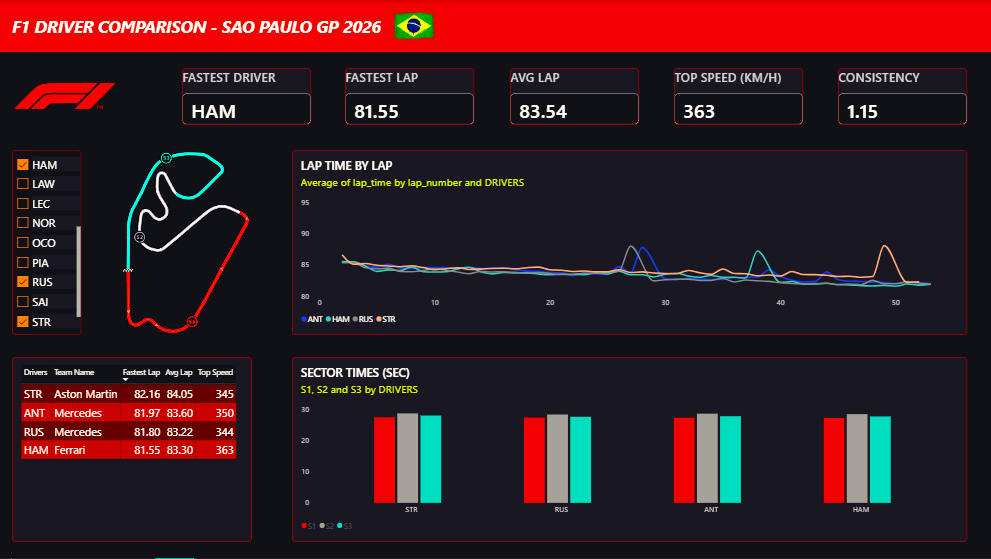 F1 DRIVER COMPARISON - SAO PAULO GP 2026
FASTEST DRIVER
HAM
FASTEST LAP
81.55
AVG LAP
83.54
TOP SPEED (KM/H)
363
CONSISTENCY
1.15
HAM
LAW
LEC
NOR
OCO
PIA
RUS
SAI
STR
S3
S2
S1
LAP TIME BY LAP
Average of lap_time by lap_number and DRIVERS
95
90
85
80
0 10 20 30 40 50
ANT HAM RUS STR
Drivers Team Name Fastest Lap Avg Lap Top Speed
STR Aston Martin 82.16 84.05 345
ANT Mercedes 81.97 83.60 350
RUS Mercedes 81.80 83.22 344
HAM Ferrari 81.55 83.30 363
SECTOR TIMES (SEC)
S1, S2 and S3 by DRIVERS
30
20
10
0
STR RUS ANT HAM
S1 S2 S3